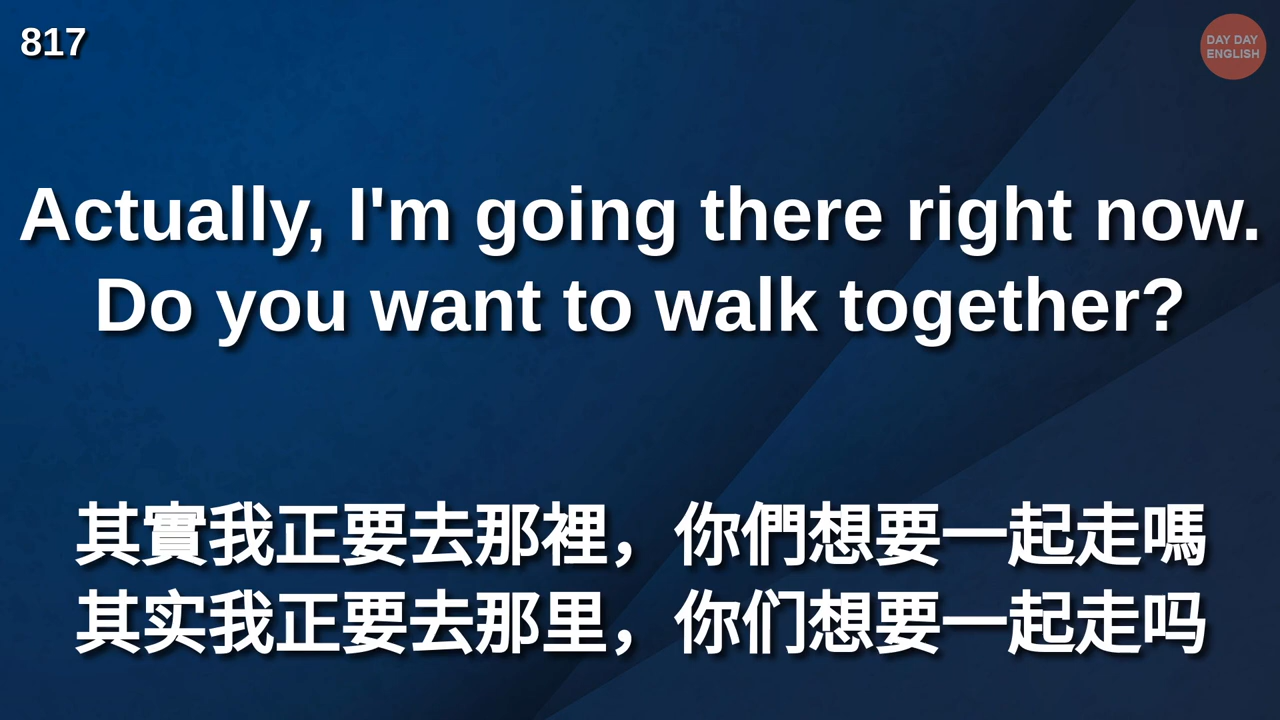 817
DAY DAY
ENGLISH
Actually, I'm going there right now.
Do you want to walk together?
其實我正要去那裡，你們想要一起走嗎
其实我正要去那里，你们想要一起走吗